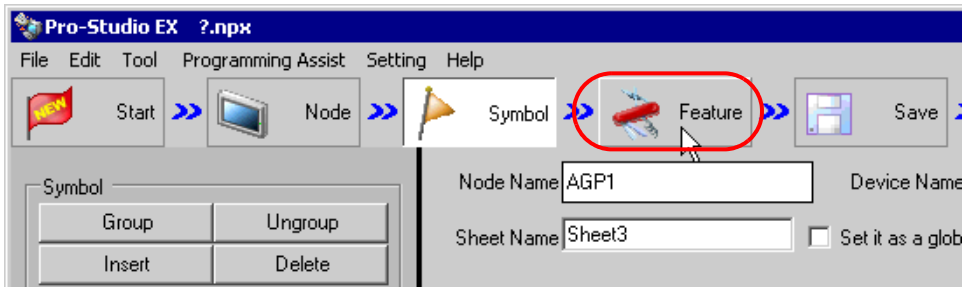 Pro-Studio EX ?.npx
File Edit Tool Programming Assist Setting Help
NEW Start Node Symbol Feature Save
Symbol
Group Ungroup
Insert Delete
Node Name AGP1 Device Name
Sheet Name Sheet3 Set it as a glob